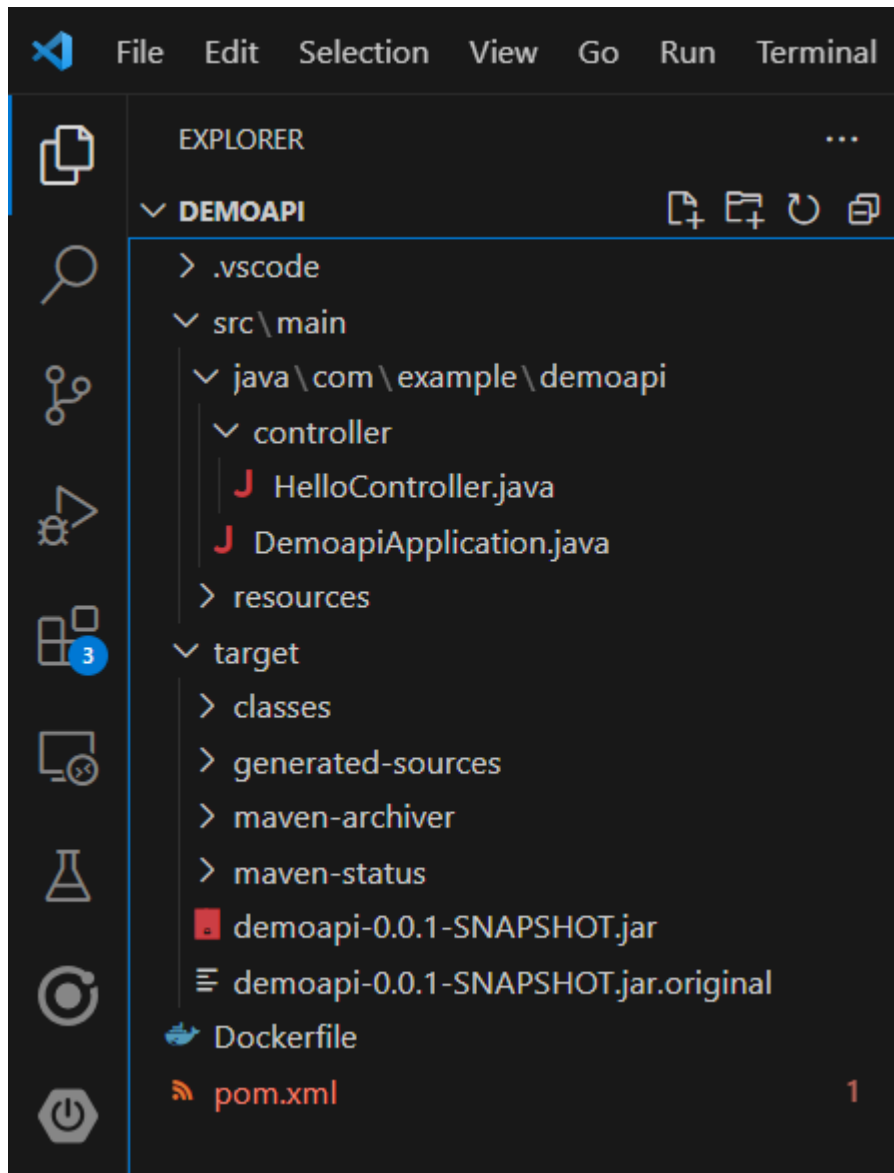 File Edit Selection View Go Run Terminal
EXPLORER
DEMOAPI
.vscode
src\main
java\com\example\demoapi
controller
J HelloController.java
J DemoapiApplication.java
resources
target
classes
generated-sources
maven-archiver
maven-status
demoapi-0.0.1-SNAPSHOT.jar
demoapi-0.0.1-SNAPSHOT.jar.original
Dockerfile
pom.xml 1
3